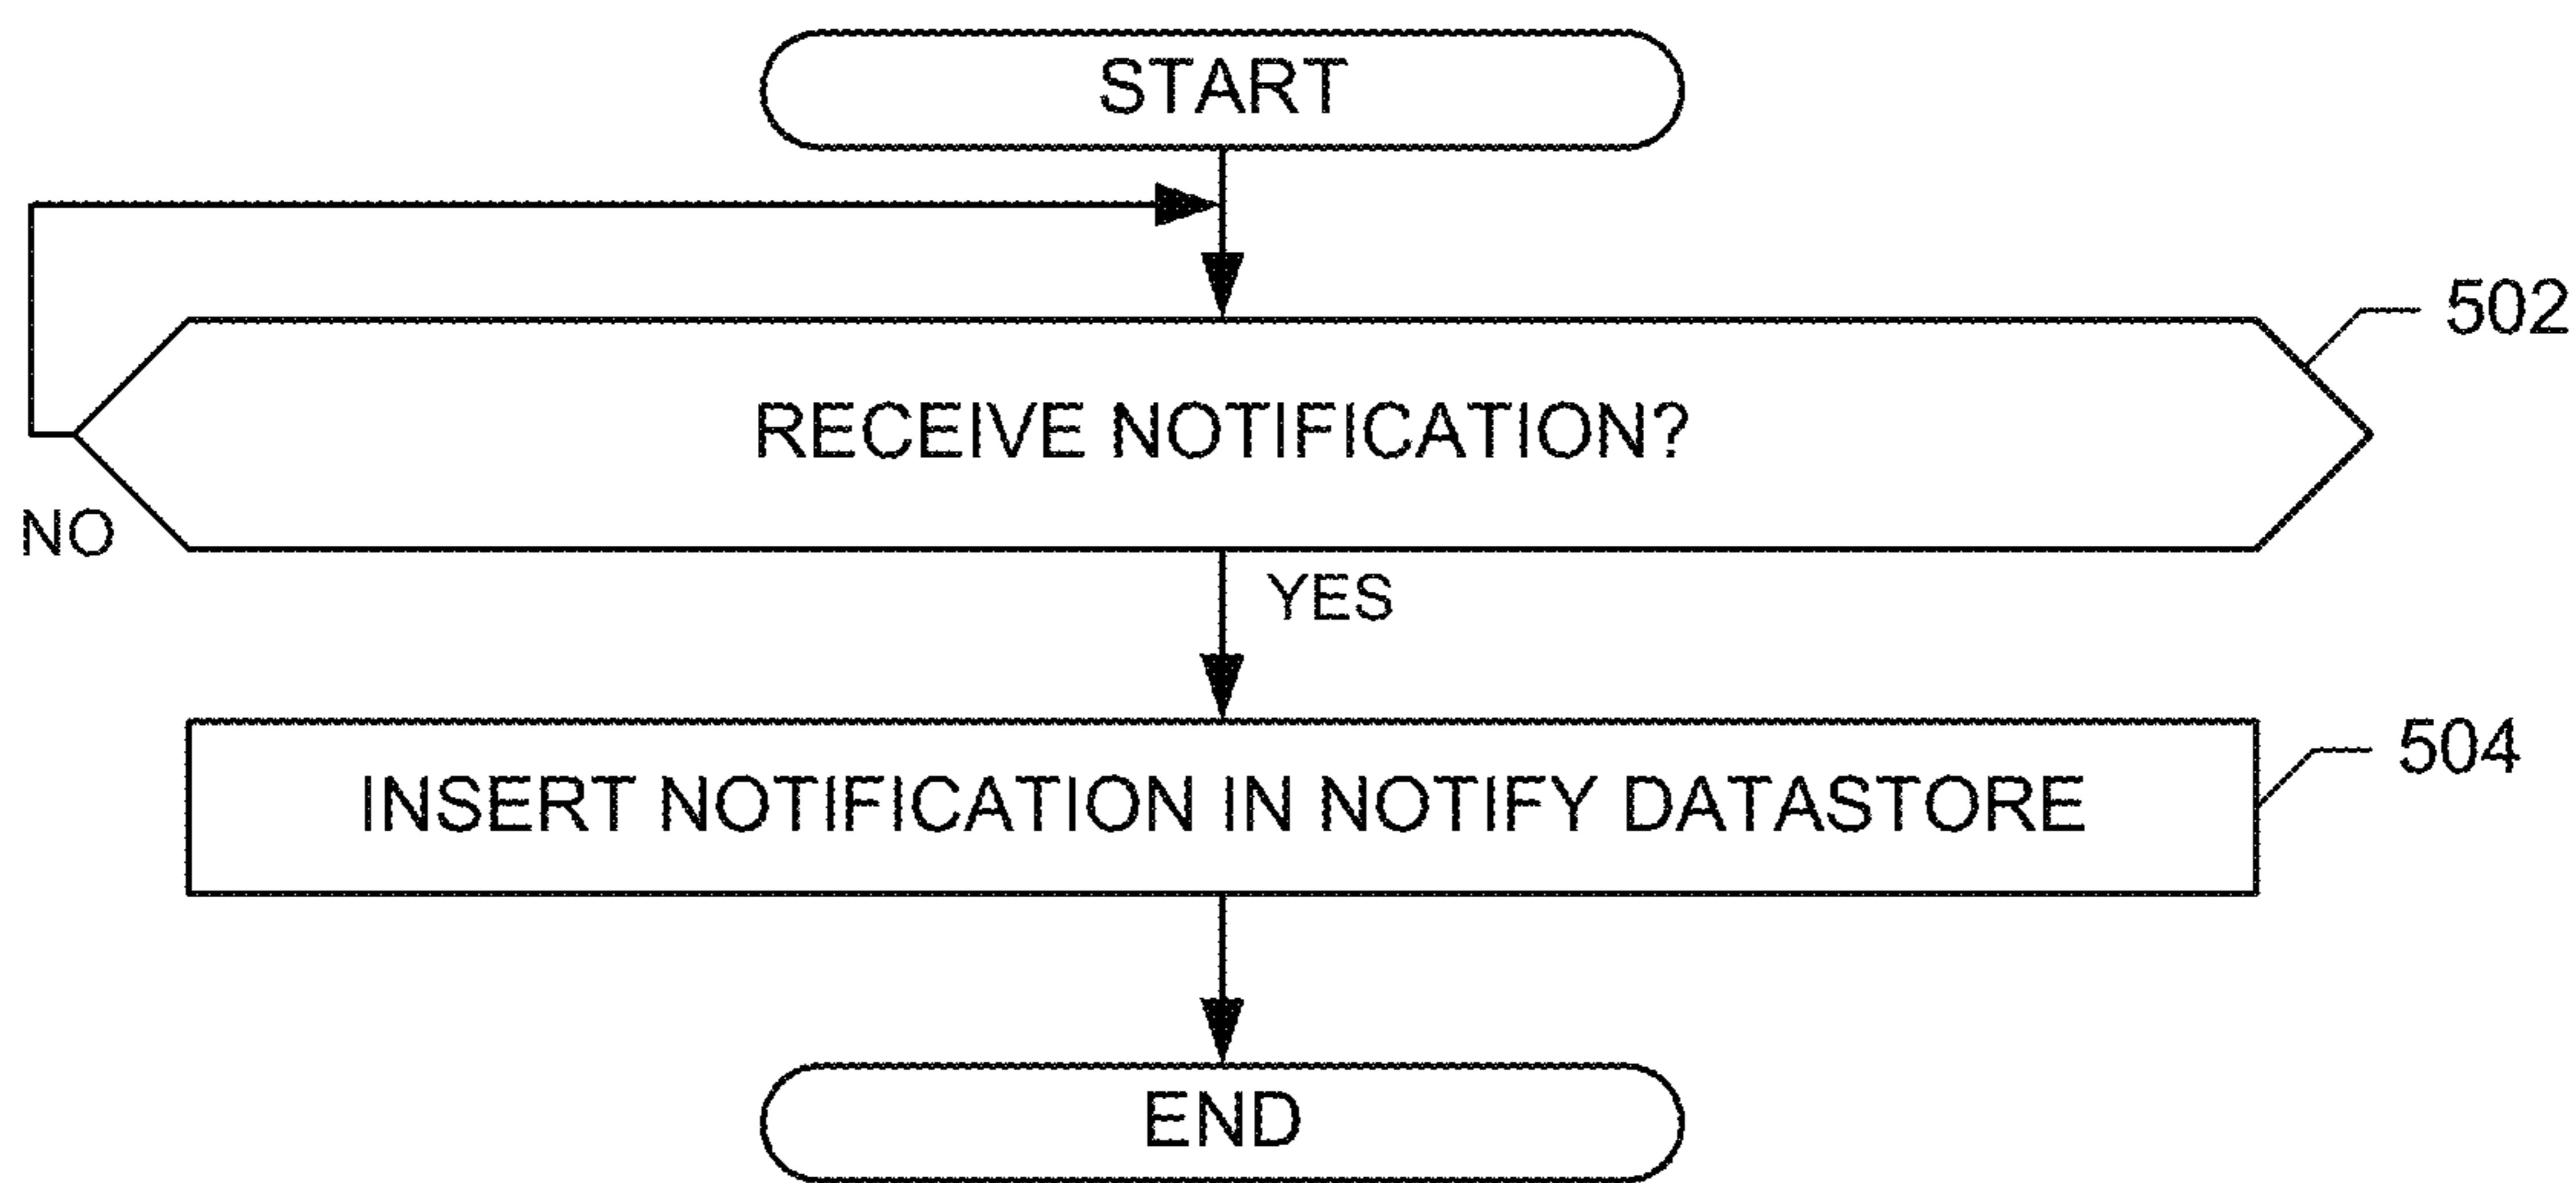 START
502
RECEIVE NOTIFICATION?
NO
YES
504
INSERT NOTIFICATION IN NOTIFY DATASTORE
END